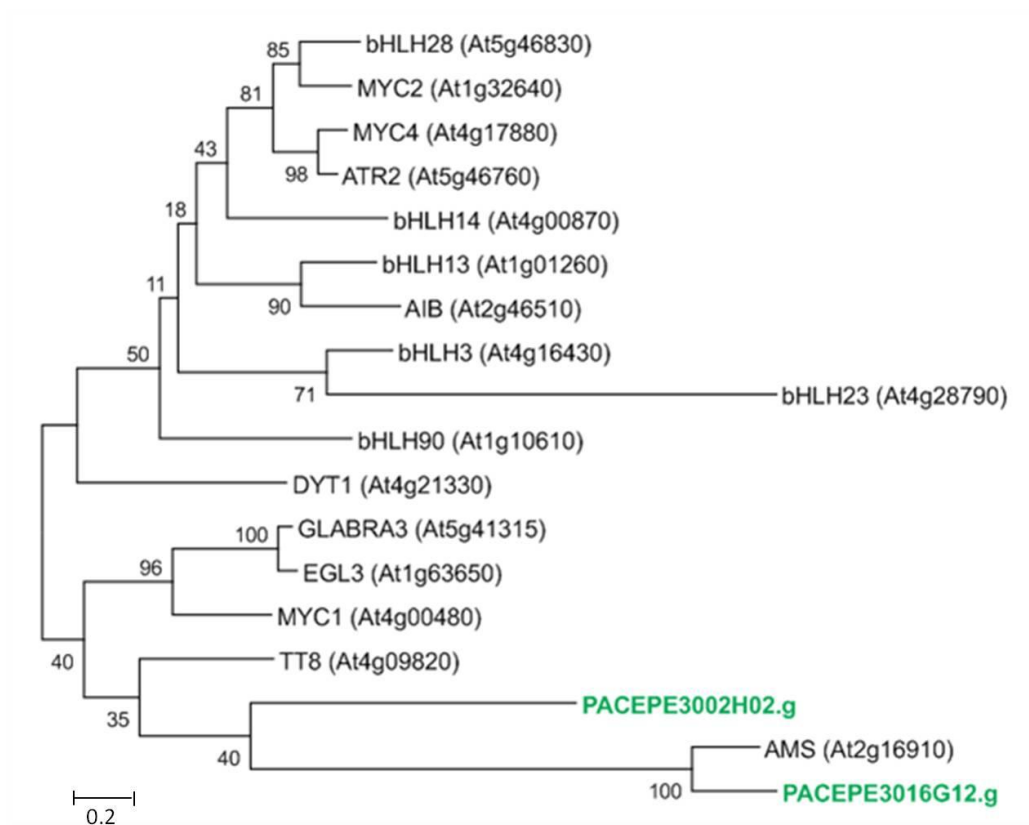 85
bHLH28 (At5g46830)
81
MYC2 (At1g32640)
MYC4 (At4g17880)
43
98
ATR2 (At5g46760)
18
bHLH14 (At4g00870)
bHLH13 (At1g01260)
11
90
AIB (At2g46510)
50
bHLH3 (At4g16430)
71
bHLH23 (At4g28790)
bHLH90 (At1g10610)
DYT1 (At4g21330)
100
GLABRA3 (At5g41315)
96
EGL3 (At1g63650)
MYC1 (At4g00480)
40
TT8 (At4g09820)
35
PACEPE3002H02.g
40
AMS (At2g16910)
100
PACEPE3016G12.g
0.2